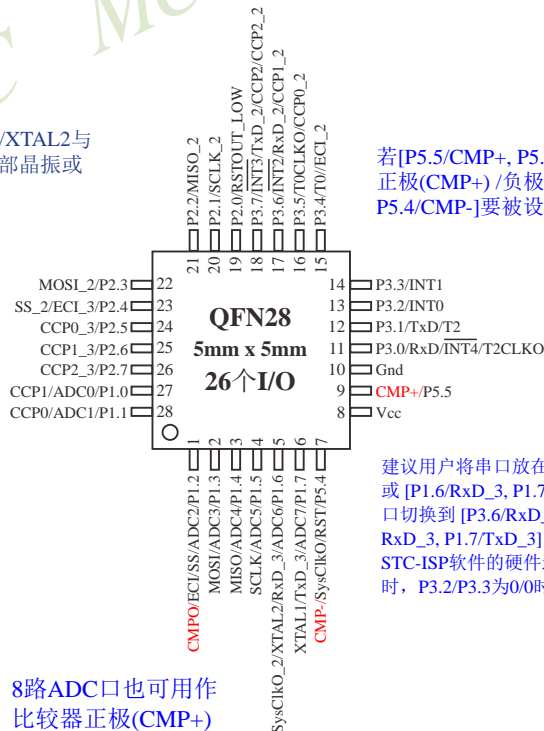 /XTAL2与
部晶振或
P2.2/MISO_2
P2.1/SCLK_2
P2.0/RSTOUT_LOW
P3.7/INT3/TxD_2/CCP2/CCP2_2
P3.6/INT2/RxD_2/CCP1_2
P3.5/T0CLKO/CCP0_2
P3.4/T0//ECI_2
若[P5.5/CMP+, P5.
正极(CMP+) /负极
P5.4/CMP-]要被设
21
20
19
18
17
16
15
MOSI_2/P2.3 22
SS_2/ECI_3/P2.4 23
CCP0_3/P2.5 24
CCP1_3/P2.6 25
CCP2_3/P2.7 26
CCP1/ADC0/P1.0 27
CCP0/ADC1/P1.1 28
QFN28
5mm x 5mm
26个I/O
14 P3.3/INT1
13 P3.2/INT0
12 P3.1/TxD/T2
11 P3.0/RxD/INT4/T2CLKO
10 Gnd
9 CMP+/P5.5
8 Vcc
1
2
3
4
5
6
7
CMPO/ECI/SS/ADC2/P1.2
MOSI/ADC3/P1.3
MISO/ADC4/P1.4
SCLK/ADC5/P1.5
SysClkO_2/XTAL2/RxD_3/ADC6/P1.6
XTAL1/TxD_3/ADC7/P1.7
CMP-/SysClkO/RST/P5.4
建议用户将串口放在
或 [P1.6/RxD_3, P1.7
口切换到 [P3.6/RxD_
RxD_3, P1.7/TxD_3]
STC-ISP软件的硬件
时，P3.2/P3.3为0/0时
8路ADC口也可用作
比较器正极(CMP+)